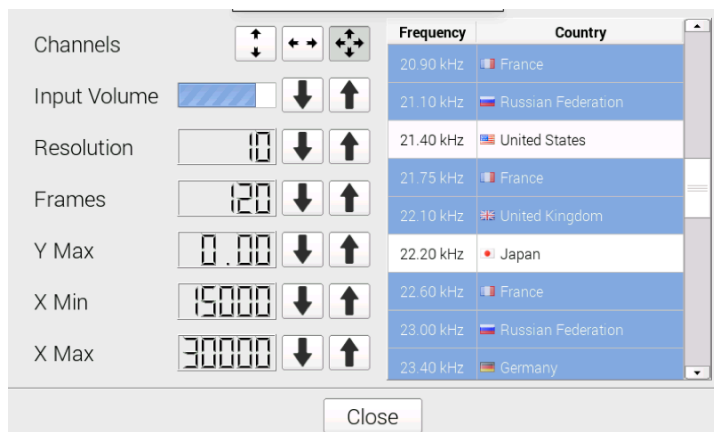 Channels
Input Volume
Resolution 10
Frames 120
Y Max 0.00
X Min 15000
X Max 30000
Frequency Country
20.90 kHz France
21.10 kHz Russian Federation
21.40 kHz United States
21.75 kHz France
22.10 kHz United Kingdom
22.20 kHz Japan
22.60 kHz France
23.00 kHz Russian Federation
23.40 kHz Germany
Close